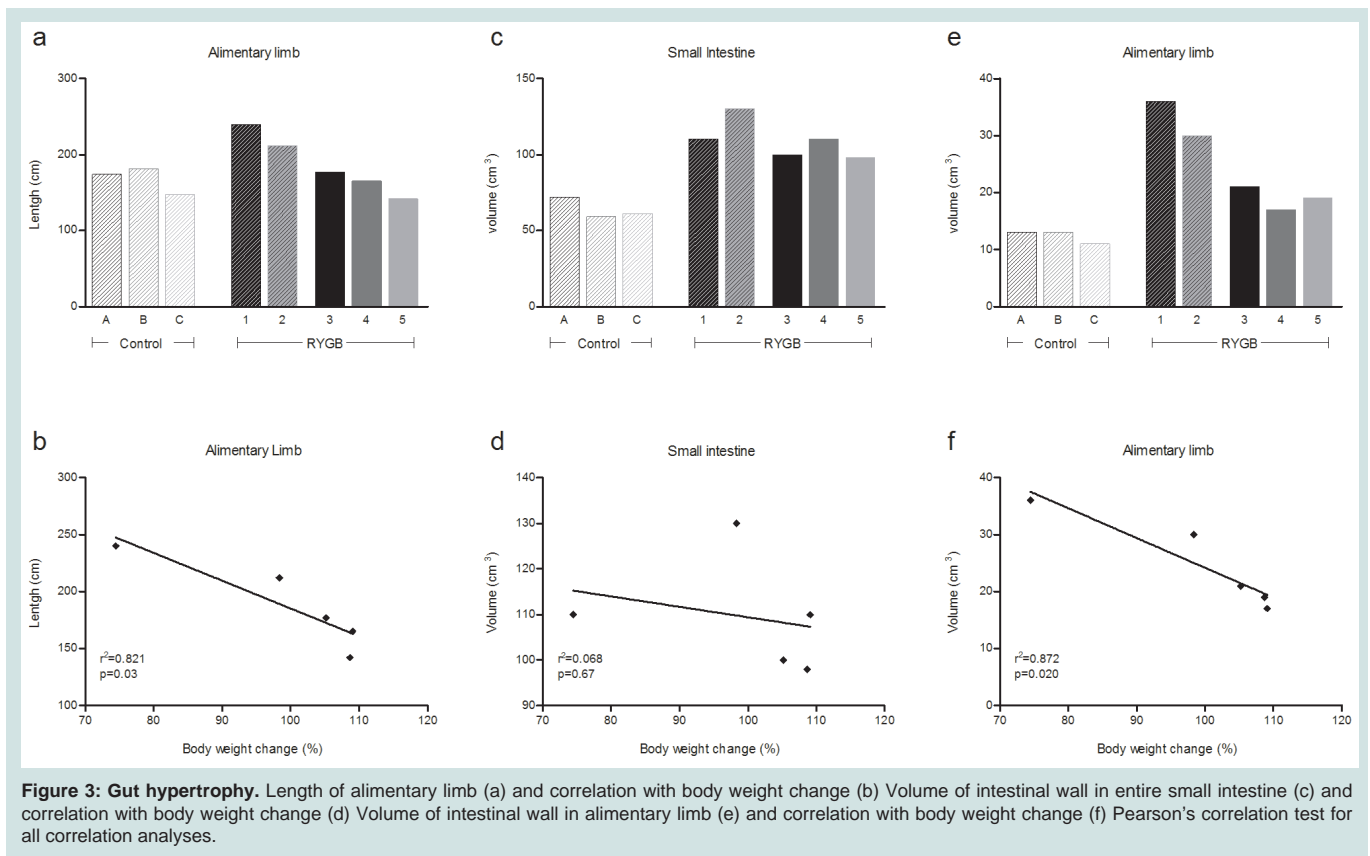 a
Alimentary limb
300
200
100
0
Lentgh (cm)
A B C 1 2 3 4 5
Control RYGB
c
Small Intestine
150
100
50
0
volume (cm3)
A B C 1 2 3 4 5
Control RYGB
e
Alimentary limb
40
30
20
10
0
volume (cm3)
A B C 1 2 3 4 5
Control RYGB
b
Alimentary Limb
300
250
200
150
100
Lentgh (cm)
r2=0.821
p=0.03
70 80 90 100 110 120
Body weight change (%)
d
Small intestine
140
130
120
110
100
90
Volume (cm3)
r2=0.068
p=0.67
70 80 90 100 110 120
Body weight change (%)
f
Alimentary limb
40
30
20
10
0
Volume (cm3)
r2=0.872
p=0.020
70 80 90 100 110 120
Body weight change (%)
Figure 3: Gut hypertrophy. Length of alimentary limb (a) and correlation with body weight change (b) Volume of intestinal wall in entire small intestine (c) and
correlation with body weight change (d) Volume of intestinal wall in alimentary limb (e) and correlation with body weight change (f) Pearson's correlation test for
all correlation analyses.